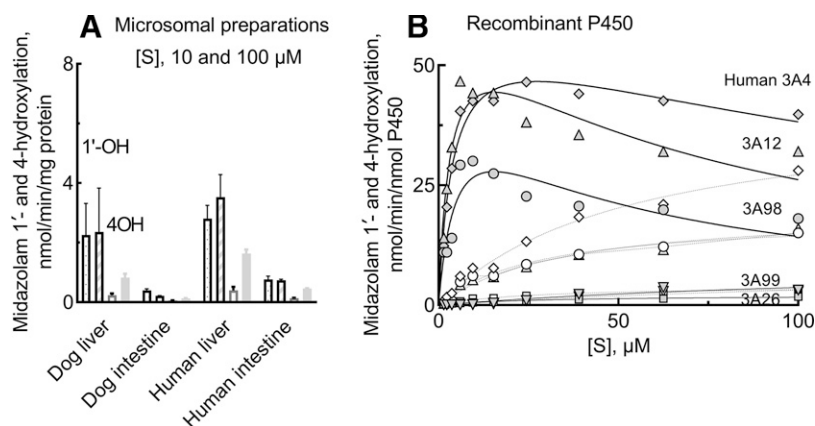 A Microsomal preparations
[S], 10 and 100 µM
Midazolam 1′- and 4-hydroxylation,
nmol/min/mg protein
8
4
0
1'-OH
4OH
Dog liver
Dog intestine
Human liver
Human intestine
B Recombinant P450
Midazolam 1′- and 4-hydroxylation,
nmol/min/nmol P450
50
25
0
Human 3A4
3A12
3A98
3A99
3A26
0 50 100
[S], µM